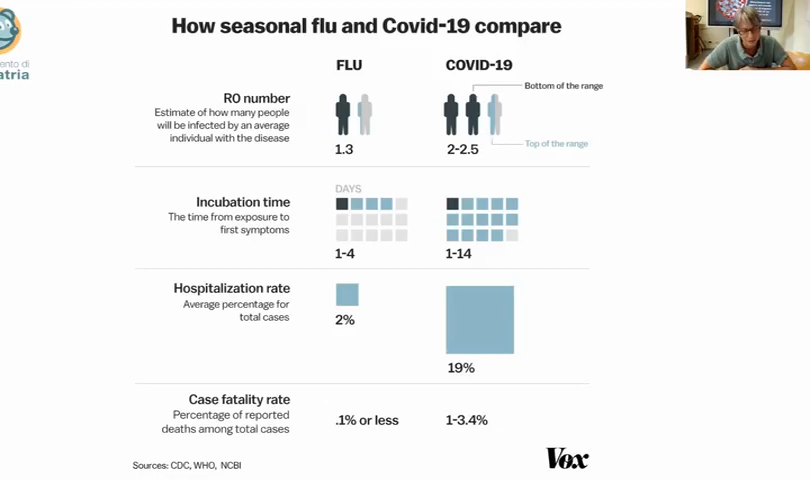 How seasonal flu and Covid-19 compare
FLU
COVID-19
R0 number
Estimate of how many people
will be infected by an average
individual with the disease
1.3
2-2.5
Bottom of the range
Top of the range
Incubation time
The time from exposure to
first symptoms
DAYS
1-4
1-14
Hospitalization rate
Average percentage for
total cases
2%
19%
Case fatality rate
Percentage of reported
deaths among total cases
.1% or less
1-3.4%
Sources: CDC, WHO, NCBI
Vox
ento di
atria